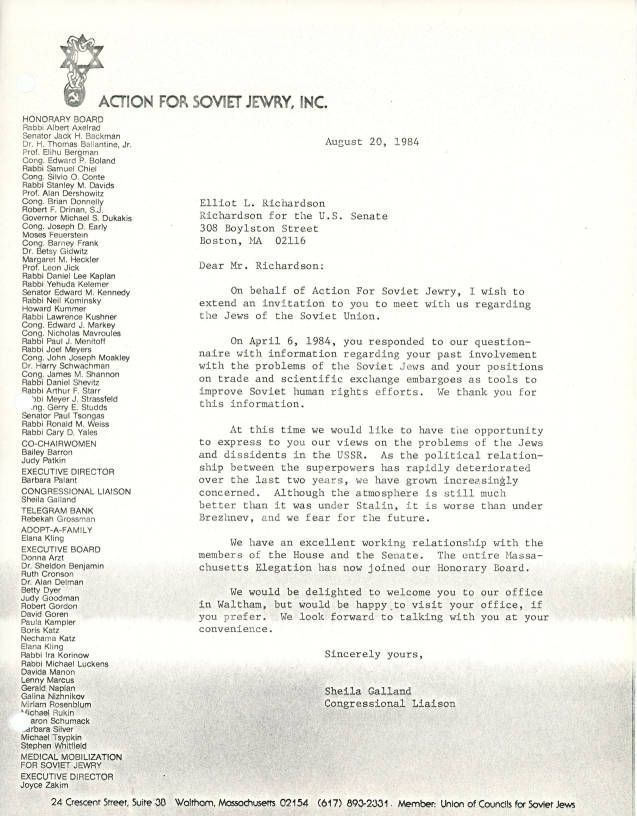 ACTION FOR SOVIET JEWRY, INC.
HONORARY BOARD
Rabbi Albert Axelrad
Senator Jack H. Backman
Dr. H. Thomas Ballantine, Jr.
Prof. Elihu Bergman
Cong. Edward P. Boland
Rabbi Samuel Chiel
Cong. Silvio O. Conte
Rabbi Stanley M. Davids
Prof. Alan Dershowitz
Cong. Brian Donnelly
Robert F. Drinan, S.J.
Governor Michael S. Dukakis
Cong. Joseph D. Early
Moses Feuerstein
Cong. Barney Frank
Dr. Betsy Gidwitz
Margaret M. Heckler
Prof. Leon Jick
Rabbi Daniel Lee Kaplan
Rabbi Yehuda Kelemer
Senator Edward M. Kennedy
Rabbi Neil Kominsky
Howard Kummer
Rabbi Lawrence Kushner
Cong. Edward J. Markey
Cong. Nicholas Mavroules
Rabbi Paul J. Menitoff
Rabbi Joel Meyers
Cong. John Joseph Moakley
Dr. Harry Schwachman
Cong. James M. Shannon
Rabbi Daniel Shevitz
Rabbi Arthur F. Starr
bbi Meyer J. Strassfeld
ng. Gerry E. Studds
Senator Paul Tsongas
Rabbi Ronald M. Weiss
Rabbi Cary D. Yales
CO-CHAIRWOMEN
Bailey Barron
Judy Patkin
EXECUTIVE DIRECTOR
Barbara Palant
CONGRESSIONAL LIAISON
Sheila Galland
TELEGRAM BANK
Rebekah Grossman
ADOPT-A-FAMILY
Elana Kling
EXECUTIVE BOARD
Donna Arzt
Dr. Sheldon Benjamin
Ruth Cronson
Dr. Alan Delman
Betty Dyer
Judy Goodman
Robert Gordon
David Goren
Paula Kampler
Boris Katz
Nechama Katz
Elana Kling
Rabbi Ira Korinow
Rabbi Michael Luckens
Davida Manon
Lenny Marcus
Gerald Naplan
Galina Nizhnikov
Miriam Rosenblum
Michael Rukin
aron Schumack
arbara Silver
Michael Tsypkin
Stephen Whitfield
MEDICAL MOBILIZATION
FOR SOVIET JEWRY
EXECUTIVE DIRECTOR
Joyce Zakim
August 20, 1984
Elliot L. Richardson
Richardson for the U.S. Senate
308 Boylston Street
Boston, MA 02116
Dear Mr. Richardson:
On behalf of Action For Soviet Jewry, I wish to
extend an invitation to you to meet with us regarding
the Jews of the Soviet Union.
On April 6, 1984, you responded to our question-
naire with information regarding your past involvement
with the problems of the Soviet Jews and your positions
on trade and scientific exchange embargoes as tools to
improve Soviet human rights efforts. We thank you for
this information.
At this time we would like to have the opportunity
to express to you our views on the problems of the Jews
and dissidents in the USSR. As the political relation-
ship between the superpowers has rapidly deteriorated
over the last two years, we have grown increasingly
concerned. Although the atmosphere is still much
better than it was under Stalin, it is worse than under
Brezhnev, and we fear for the future.
We have an excellent working relationship with the
members of the House and the Senate. The entire Massa-
chusetts Elegation has now joined our Honorary Board.
We would be delighted to welcome you to our office
in Waltham, but would be happy to visit your office, if
you prefer. We look forward to talking with you at your
convenience.
Sincerely yours,
Sheila Galland
Congressional Liaison
24 Crescent Street, Suite 3B Waltham, Massachusetts 02154 (617) 893-2331 · Member: Union of Councils for Soviet Jews